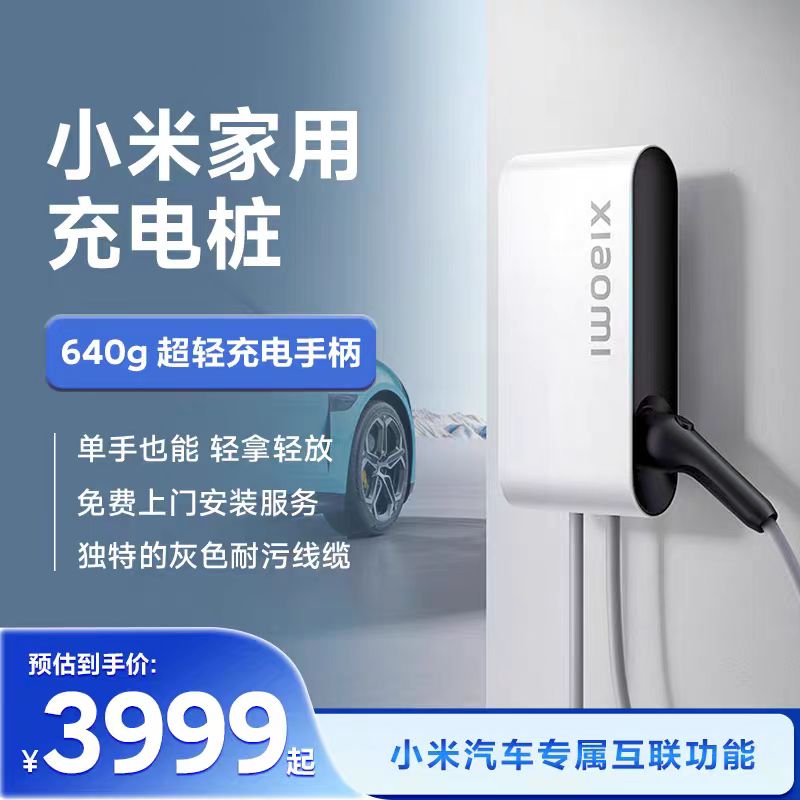 小米家用
充电桩
640g 超轻充电手柄
单手也能 轻拿轻放
免费上门安装服务
独特的灰色耐污线缆
xiaomi
预估到手价:
¥3999起
小米汽车专属互联功能